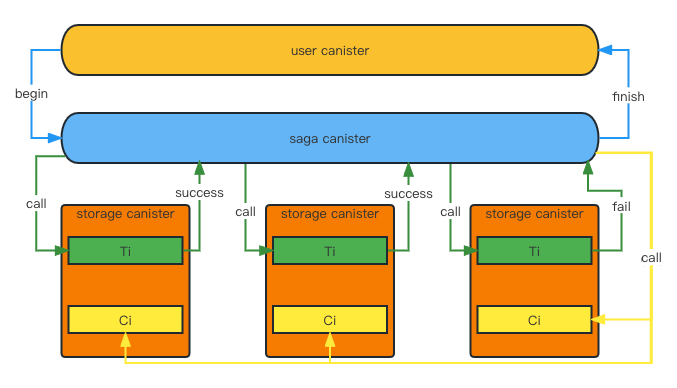 user canister
begin
finish
saga canister
call
success
call
success
call
fail
storage canister
storage canister
storage canister
Ti
Ti
Ti
call
Ci
Ci
Ci